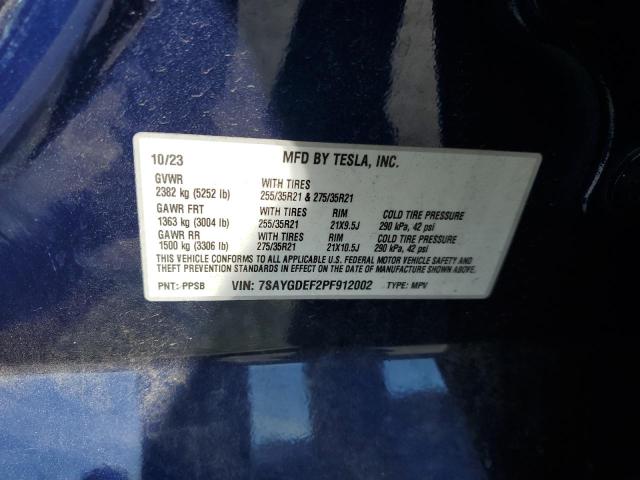 10/23 MFD BY TESLA, INC.
GVWR WITH TIRES
2382 kg (5252 lb) 255/35R21 & 275/35R21
GAWR FRT WITH TIRES RIM COLD TIRE PRESSURE
1363 kg (3004 lb) 255/35R21 21X9.5J 290 kPa, 42 psi
GAWR RR WITH TIRES RIM COLD TIRE PRESSURE
1500 kg (3306 lb) 275/35R21 21X10.5J 290 kPa, 42 psi
THIS VEHICLE CONFORMS TO ALL APPLICABLE U.S. FEDERAL MOTOR VEHICLE SAFETY AND
THEFT PREVENTION STANDARDS IN EFFECT ON THE DATE OF MANUFACTURE SHOWN ABOVE.
PNT: PPSB VIN: 7SAYGDEF2PF912002 TYPE: MPV